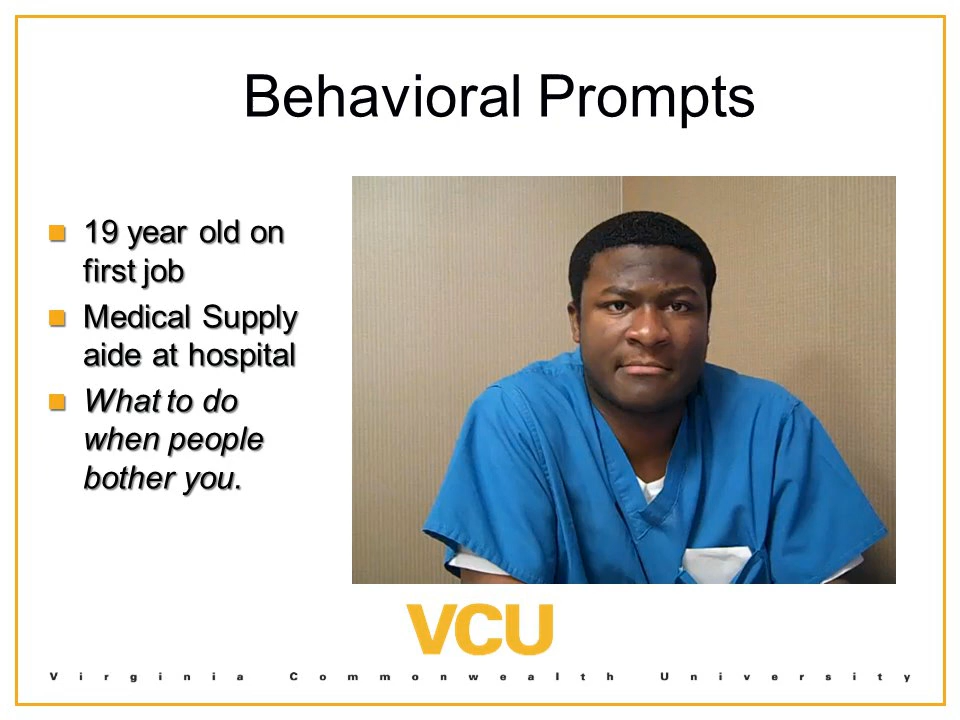 Behavioral Prompts
19 year old on
first job
Medical Supply
aide at hospital
What to do
when people
bother you.
VCU
Virginia Commonwealth University